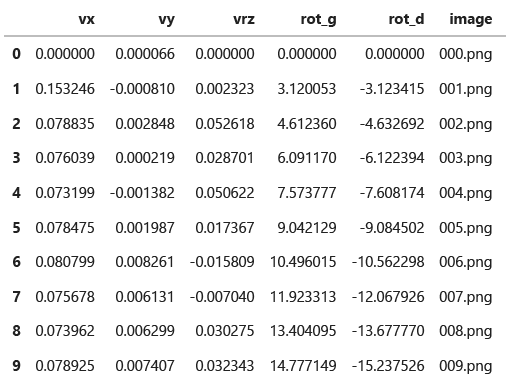 vx vy vrz rot_g rot_d image
0 0.000000 0.000066 0.000000 0.000000 0.000000 000.png
1 0.153246 -0.000810 0.002323 3.120053 -3.123415 001.png
2 0.078835 0.002848 0.052618 4.612360 -4.632692 002.png
3 0.076039 0.000219 0.028701 6.091170 -6.122394 003.png
4 0.073199 -0.001382 0.050622 7.573777 -7.608174 004.png
5 0.078475 0.001987 0.017367 9.042129 -9.084502 005.png
6 0.080799 0.008261 -0.015809 10.496015 -10.562298 006.png
7 0.075678 0.006131 -0.007040 11.923313 -12.067926 007.png
8 0.073962 0.006299 0.030275 13.404095 -13.677770 008.png
9 0.078925 0.007407 0.032343 14.777149 -15.237526 009.png